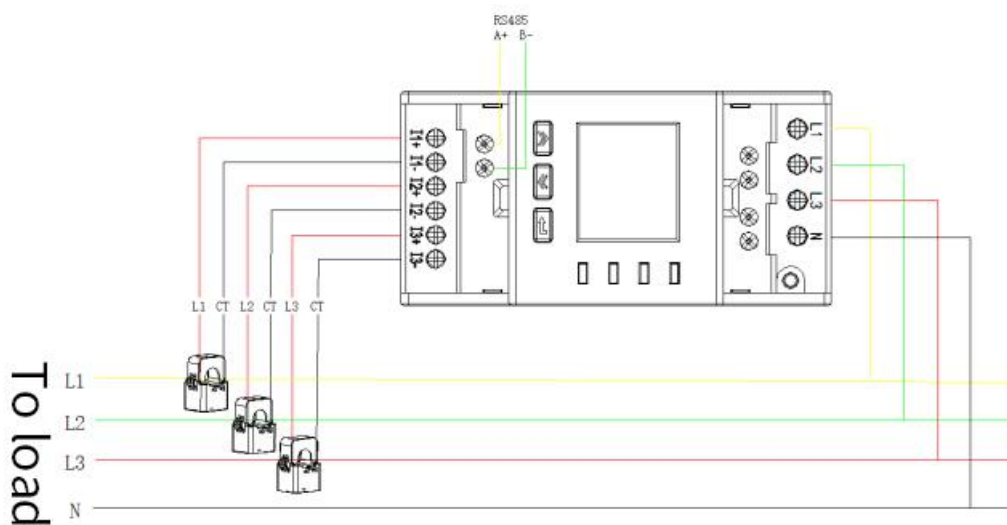 RS485
A+ B-
I1+
I1-
I2+
I2-
I3+
I3-
L1
L2
L3
N
L1 CT L2 CT L3 CT
To load
L1
L2
L3
N